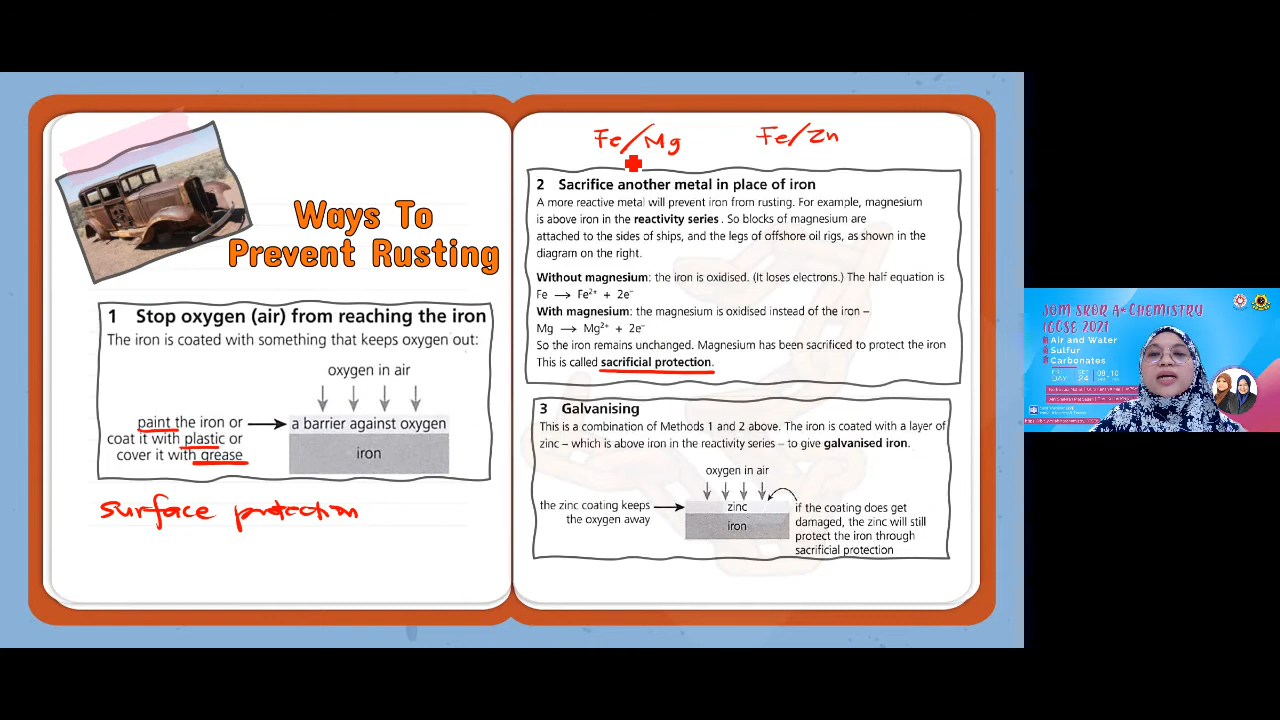 Ways To
Prevent Rusting
1 Stop oxygen (air) from reaching the iron
The iron is coated with something that keeps oxygen out:
oxygen in air
paint the iron or
coat it with plastic or
cover it with grease
a barrier against oxygen
iron
surface protection
Fe/Mg
Fe/Zn
2 Sacrifice another metal in place of iron
A more reactive metal will prevent iron from rusting. For example, magnesium
is above iron in the reactivity series. So blocks of magnesium are
attached to the sides of ships, and the legs of offshore oil rigs, as shown in the
diagram on the right.
Without magnesium: the iron is oxidised. (It loses electrons.) The half equation is
Fe → Fe²⁺ + 2e⁻
With magnesium: the magnesium is oxidised instead of the iron –
Mg → Mg²⁺ + 2e⁻
So the iron remains unchanged. Magnesium has been sacrificed to protect the iron
This is called sacrificial protection.
3 Galvanising
This is a combination of Methods 1 and 2 above. The iron is coated with a layer of
zinc – which is above iron in the reactivity series – to give galvanised iron.
oxygen in air
the zinc coating keeps
the oxygen away
zinc
iron
if the coating does get
damaged, the zinc will still
protect the iron through
sacrificial protection
JOM SKOR A* CHEMISTRY
IGCSE 2021
Air and Water
Sulfur
Carbonates
FRI
DAY
SEPT
24
08 10